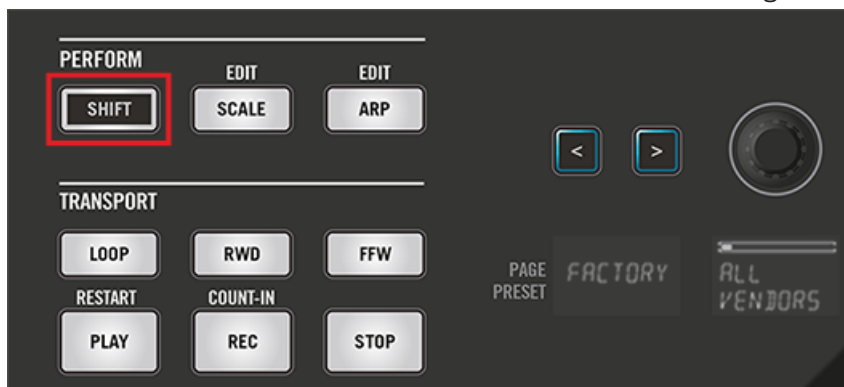 PERFORM
EDIT EDIT
SHIFT SCALE ARP
< >
TRANSPORT
LOOP RWD FFW
PAGE FACTORY ALL
PRESET VENDORS
RESTART COUNT-IN
PLAY REC STOP